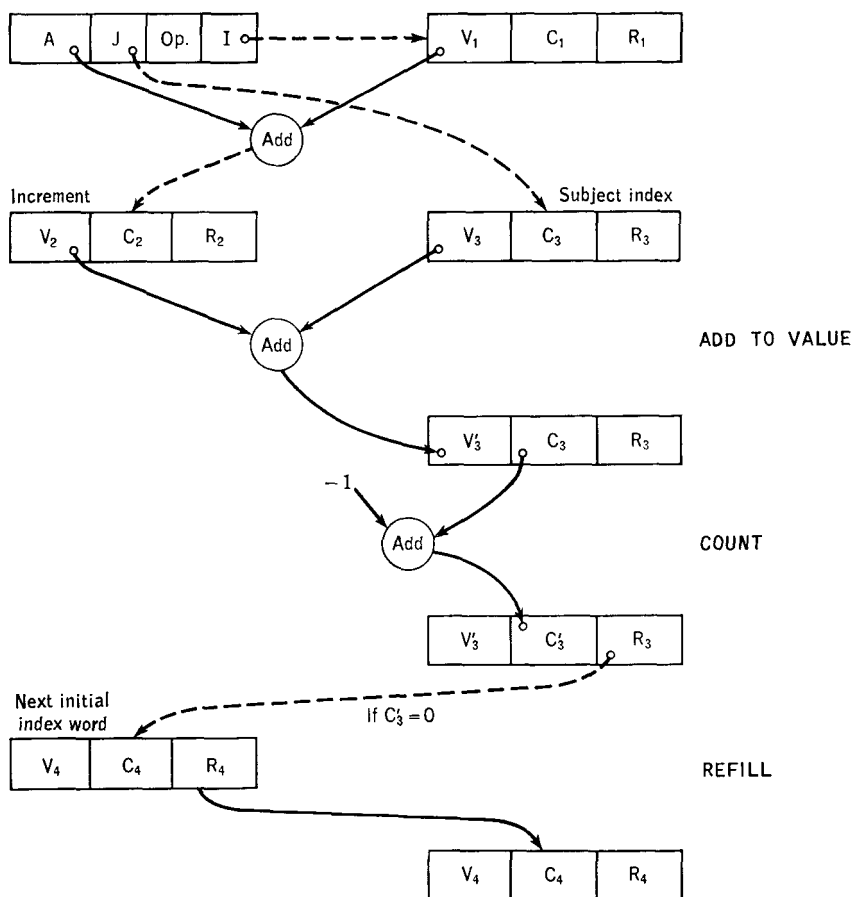 A J Op. I V₁ C₁ R₁
Add
Increment Subject index
V₂ C₂ R₂ V₃ C₃ R₃
Add ADD TO VALUE
V′₃ C₃ R₃
−1
Add COUNT
V′₃ C′₃ R₃
Next initial
index word
If C′₃ = 0
V₄ C₄ R₄ REFILL
V₄ C₄ R₄